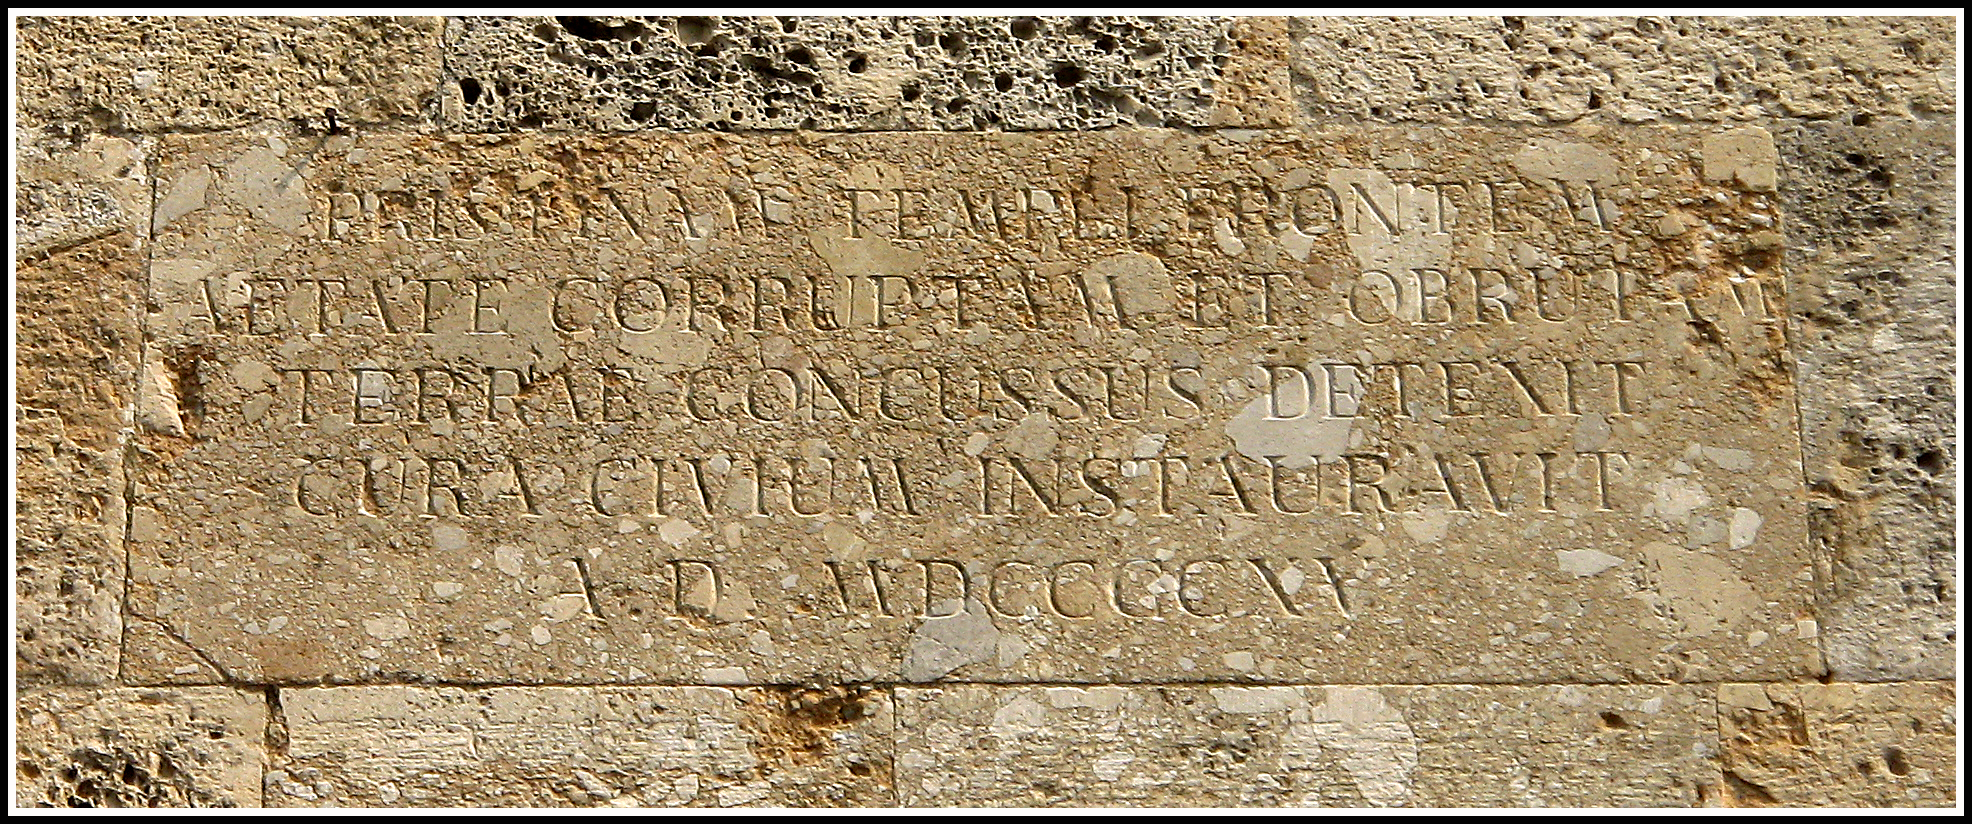 PRISTINAM TEMPLI FRONTEM
AETATE CORRUPTAM ET OBRUTAM
TERRAE CONCUSSUS DETEXIT
CURA CIVIUM INSTAURAVIT
A D MDCCCCXV